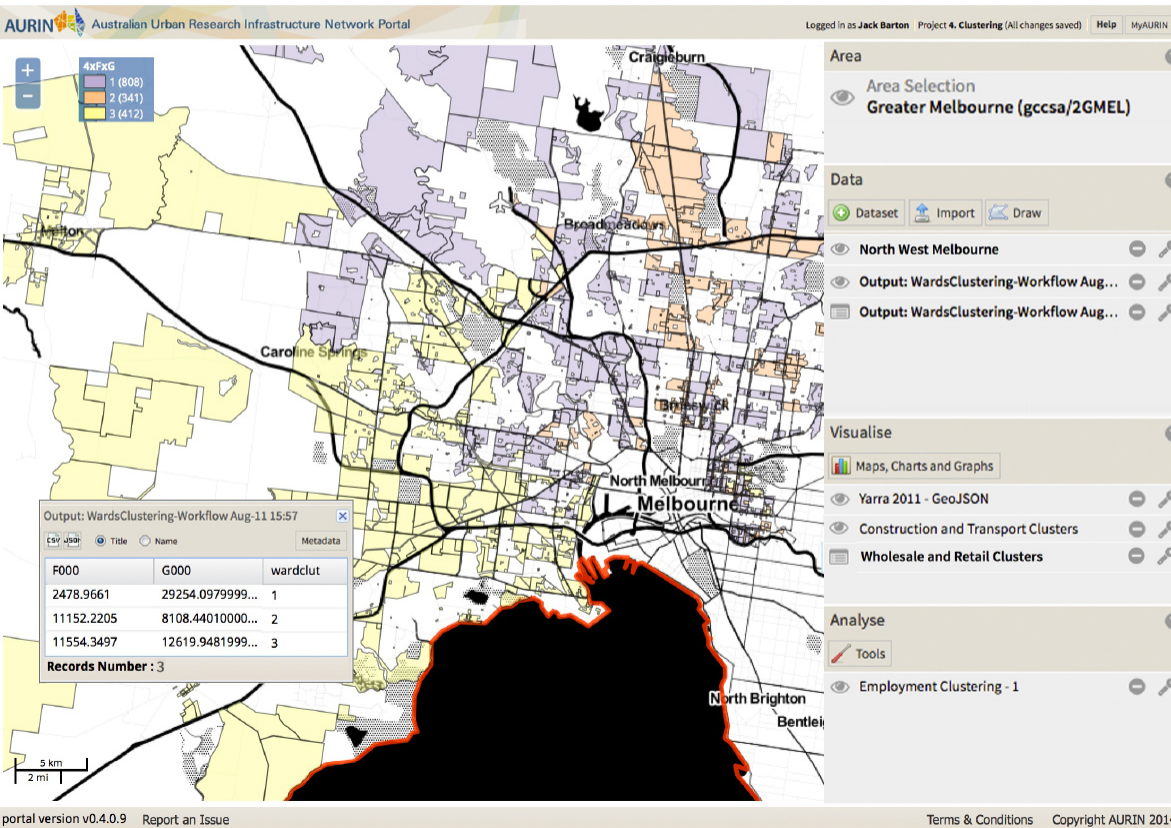 AURIN Australian Urban Research Infrastructure Network Portal
Logged in as Jack Barton Project 4. Clustering (All changes saved) Help MyAURIN
+
−
4xFxG
1 (808)
2 (341)
3 (412)
Craigieburn
Broadmeadows
Melton
Caroline Springs
Brunswick
North Melbourn
Melbourne
North Brighton
Bentlei
Output: WardsClustering-Workflow Aug-11 15:57
CSV JSON Title Name Metadata
F000 G000 wardclut
2478.9661 29254.0979999... 1
11152.2205 8108.44010000... 2
11554.3497 12619.9481999... 3
Records Number : 3
5 km
2 mi
Area
Area Selection
Greater Melbourne (gccsa/2GMEL)
Data
Dataset Import Draw
North West Melbourne
Output: WardsClustering-Workflow Aug...
Output: WardsClustering-Workflow Aug...
Visualise
Maps, Charts and Graphs
Yarra 2011 - GeoJSON
Construction and Transport Clusters
Wholesale and Retail Clusters
Analyse
Tools
Employment Clustering - 1
portal version v0.4.0.9 Report an Issue Terms & Conditions Copyright AURIN 201